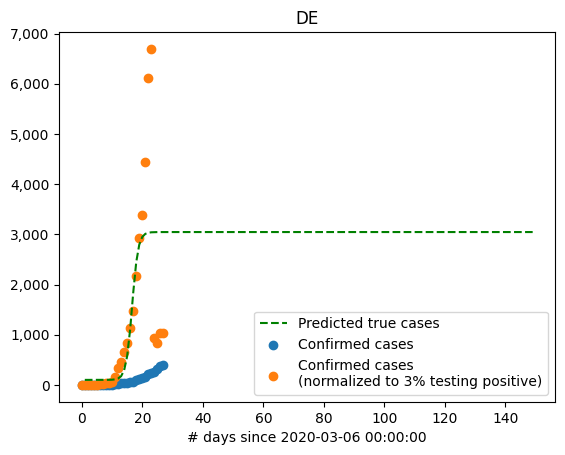 DE
7,000
6,000
5,000
4,000
3,000
2,000
1,000
0
Predicted true cases
Confirmed cases
Confirmed cases
(normalized to 3% testing positive)
0 20 40 60 80 100 120 140
# days since 2020-03-06 00:00:00